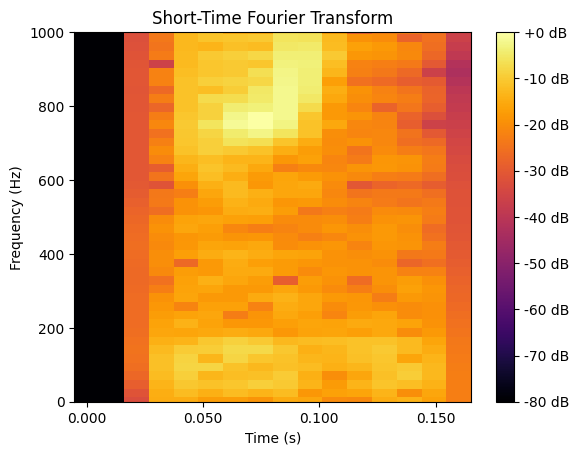 Short-Time Fourier Transform
1000
800
600
400
200
0
Frequency (Hz)
0.000
0.050
0.100
0.150
Time (s)
+0 dB
-10 dB
-20 dB
-30 dB
-40 dB
-50 dB
-60 dB
-70 dB
-80 dB